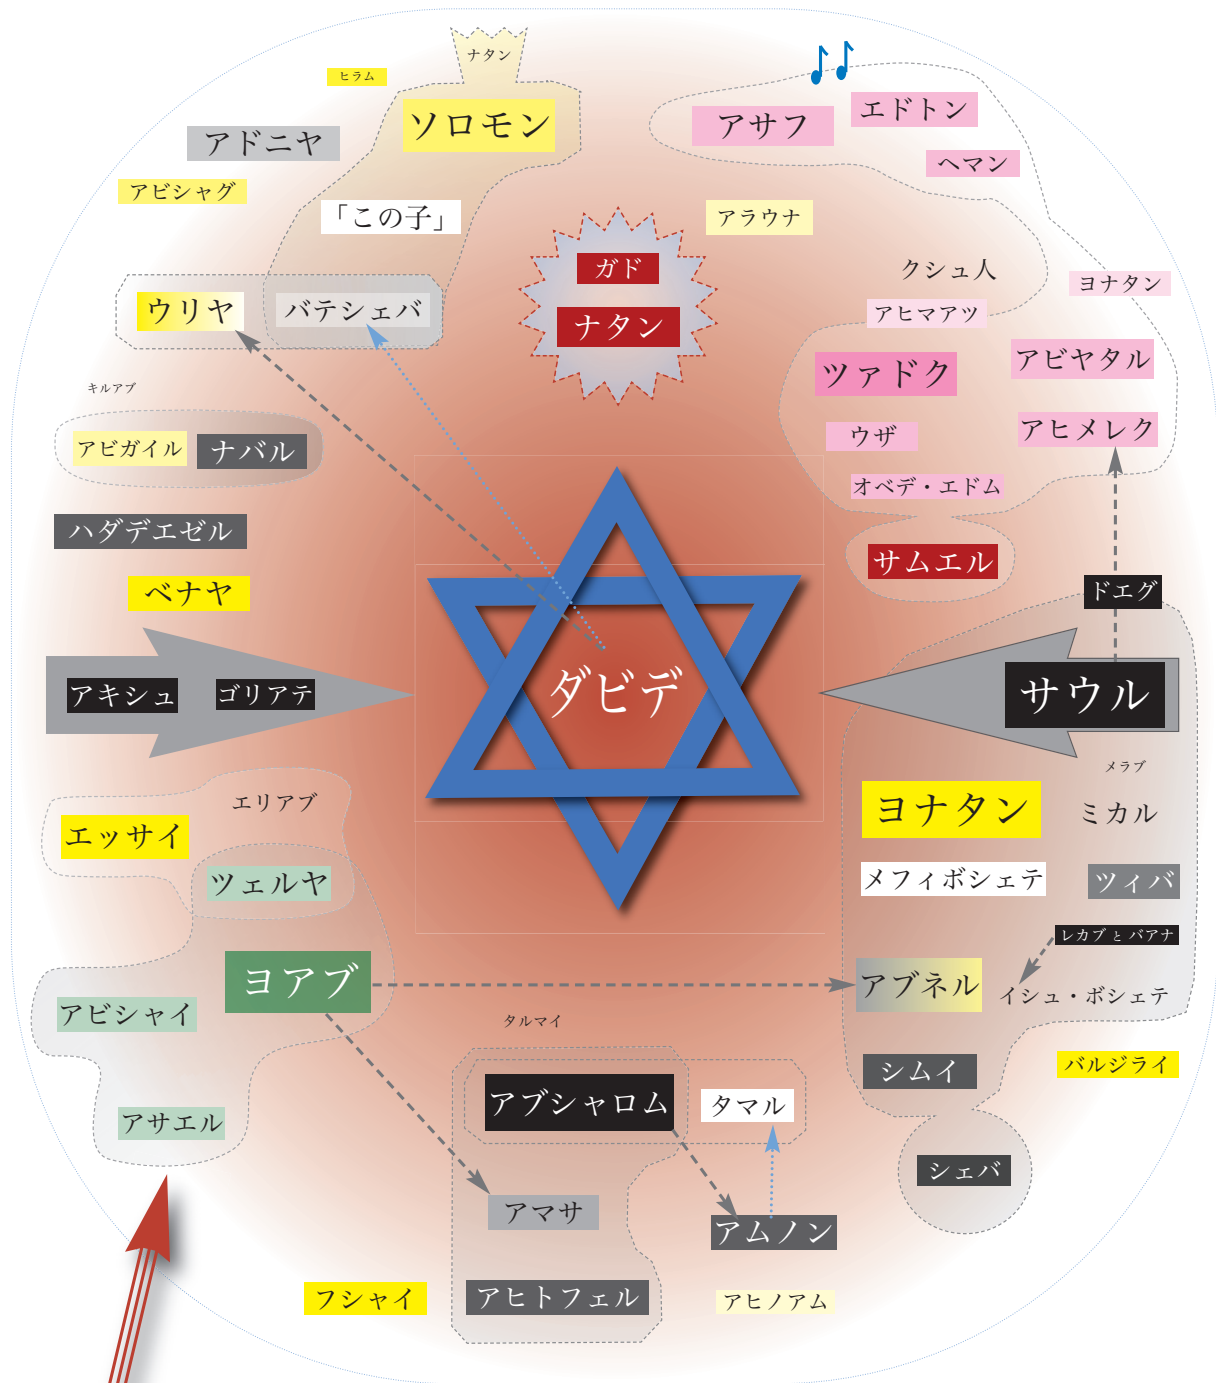 ナタン
ヒラム
ソロモン
アドニヤ
アビシャグ
「この子」
ウリヤ
バテシェバ
アサフ
エドトン
ヘマン
アラウナ
ガド
ナタン
クシュ人
ヨナタン
アヒマアツ
ツァドク
アビヤタル
ウザ
アヒメレク
オベデ・エドム
サムエル
キルアブ
アビガイル
ナバル
ハダデエゼル
ベナヤ
アキシュ
ゴリアテ
ダビデ
ドエグ
サウル
メラブ
ヨナタン
ミカル
メフィボシェテ
ツィバ
レカブ と バアナ
アブネル
イシュ・ボシェテ
シムイ
バルジライ
シェバ
エリアブ
エッサイ
ツェルヤ
ヨアブ
アビシャイ
アサエル
タルマイ
アブシャロム
タマル
アマサ
アムノン
フシャイ
アヒトフェル
アヒノアム